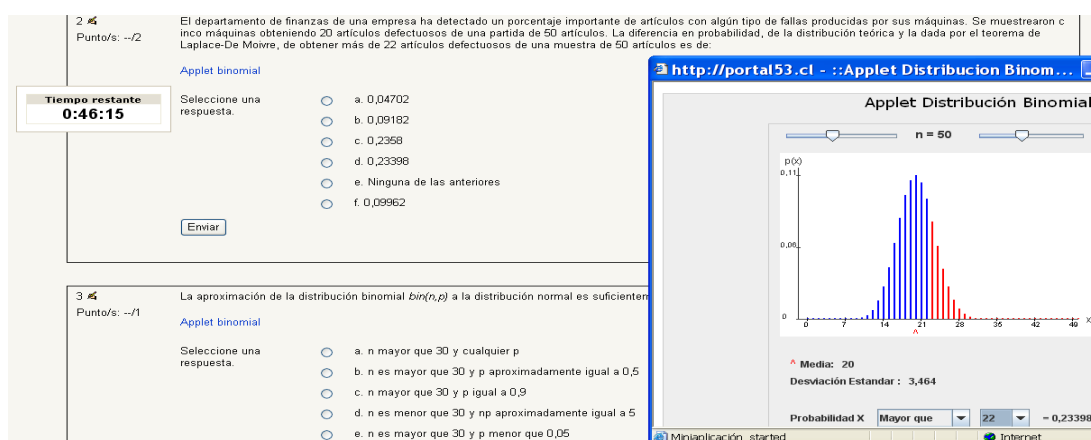 2
Punto/s: --/2
El departamento de finanzas de una empresa ha detectado un porcentaje importante de artículos con algún tipo de fallas producidas por sus máquinas. Se muestrearon c
inco máquinas obteniendo 20 artículos defectuosos de una partida de 50 artículos. La diferencia en probabilidad, de la distribución teórica y la dada por el teorema de
Laplace-De Moivre, de obtener más de 22 artículos defectuosos de una muestra de 50 artículos es de:
Applet binomial
Tiempo restante
0:46:15
Seleccione una
respuesta.
a. 0,04702
b. 0,09182
c. 0,2358
d. 0,23398
e. Ninguna de las anteriores
f. 0,09962
Enviar
3
Punto/s: --/1
La aproximación de la distribución binomial bin(n,p) a la distribución normal es
Applet binomial
Seleccione una
respuesta.
a. n mayor que 30 y cualquier p
b. n es mayor que 30 y p aproximadamente igual a 0,5
c. n mayor que 30 y p igual a 0,9
d. n es menor que 30 y np aproximadamente igual a 5
e. n es mayor que 30 y p menor que 0,05
http://portal53.cl - ::Applet Distribucion Binom...
Applet Distribución Binomial
n = 50
p(x)
0,11
0,06
0
0 7 14 21 28 35 42 49 x
^
^ Media: 20
Desviación Estandar : 3,464
Probabilidad X Mayor que 22 = 0,23398
Miniaplicación started Internet